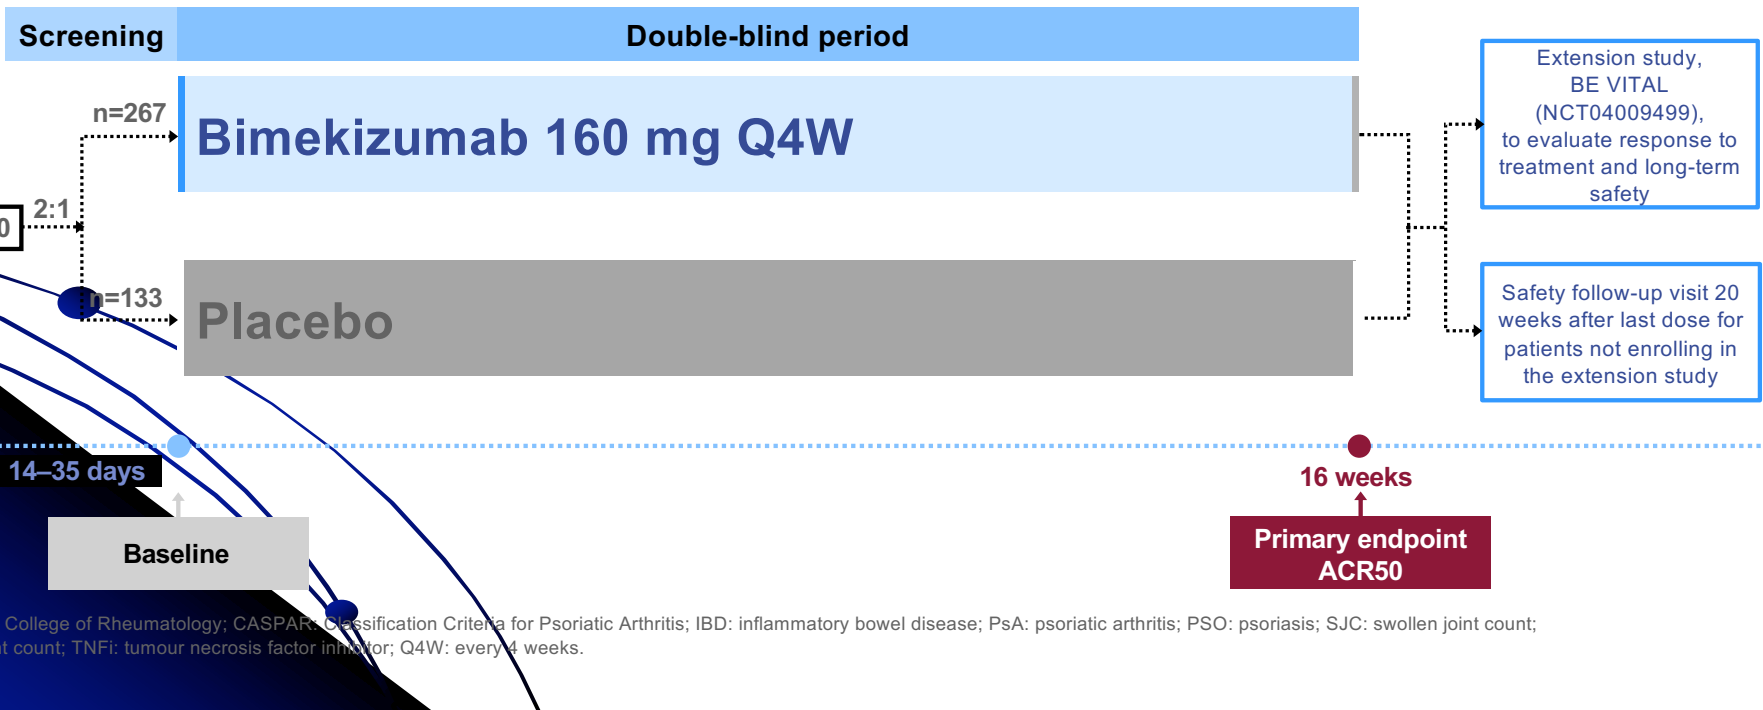 Screening
Double-blind period
n=267
Bimekizumab 160 mg Q4W
Extension study,
BE VITAL
(NCT04009499),
to evaluate response to
treatment and long-term
safety
2:1
0
n=133
Placebo
Safety follow-up visit 20
weeks after last dose for
patients not enrolling in
the extension study
14–35 days
16 weeks
Baseline
Primary endpoint
ACR50
College of Rheumatology; CASPAR: Classification Criteria for Psoriatic Arthritis; IBD: inflammatory bowel disease; PsA: psoriatic arthritis; PSO: psoriasis; SJC: swollen joint count;
t count; TNFi: tumour necrosis factor inhibitor; Q4W: every 4 weeks.